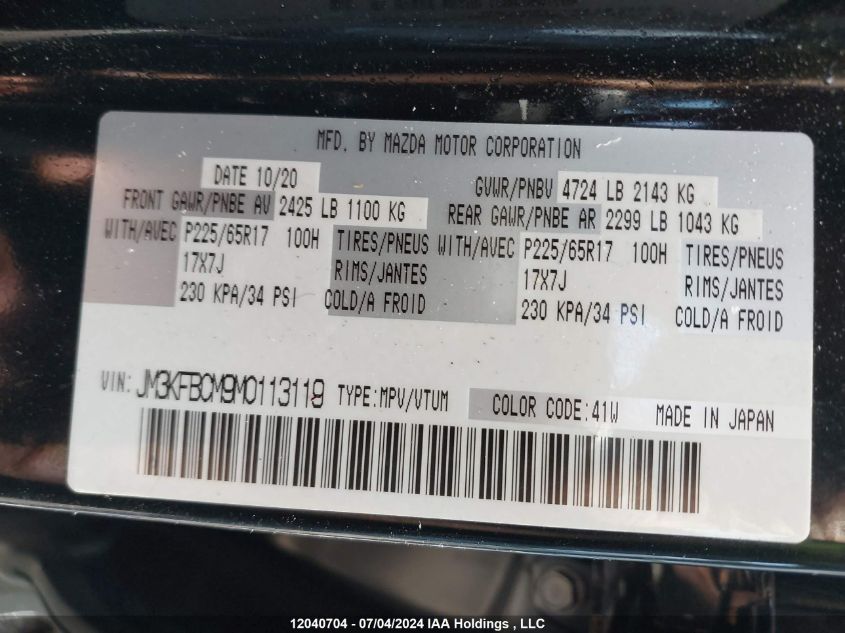 MFD. BY MAZDA MOTOR CORPORATION
DATE 10/20 GVWR/PNBV 4724 LB 2143 KG
FRONT GAWR/PNBE AV 2425 LB 1100 KG REAR GAWR/PNBE AR 2299 LB 1043 KG
WITH/AVEC P225/65R17 100H TIRES/PNEUS WITH/AVEC P225/65R17 100H TIRES/PNEUS
17X7J RIMS/JANTES 17X7J RIMS/JANTES
230 KPA/34 PSI COLD/A FROID 230 KPA/34 PSI COLD/A FROID
VIN: JM3KFBCM9M0113119 TYPE:MPV/VTUM COLOR CODE:41W MADE IN JAPAN
12040704 - 07/04/2024 IAA Holdings , LLC